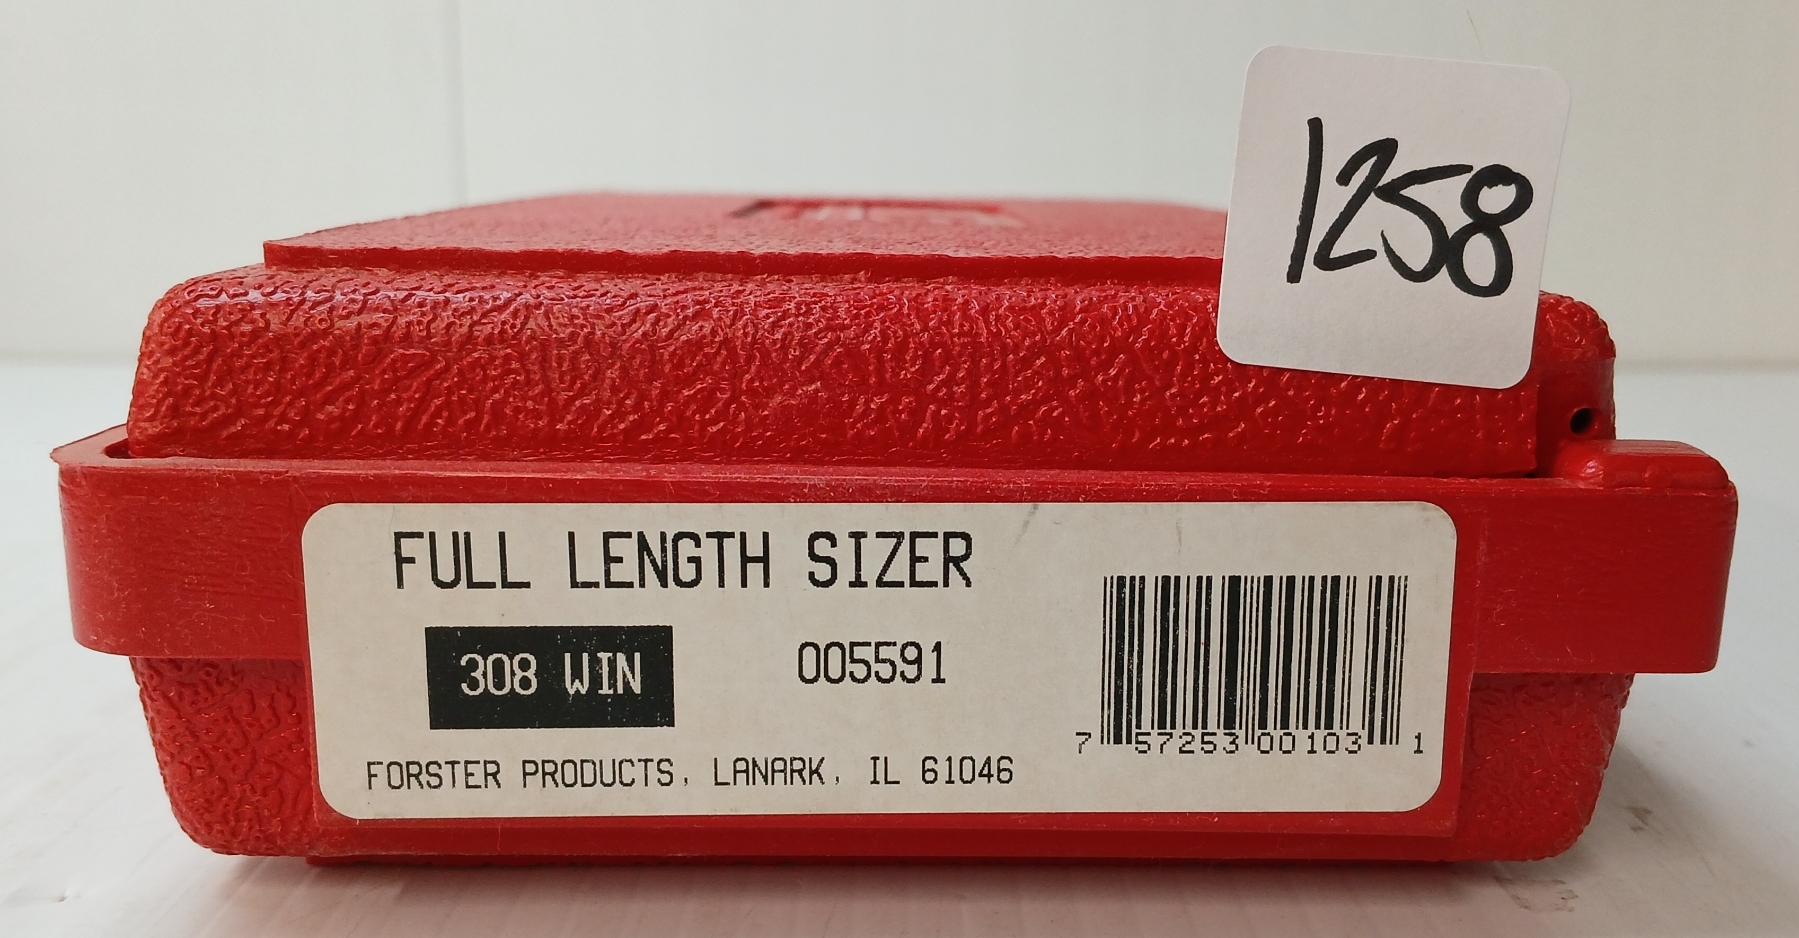 1258
FULL LENGTH SIZER
308 WIN 005591
7 57253 00103 1
FORSTER PRODUCTS, LANARK, IL 61046